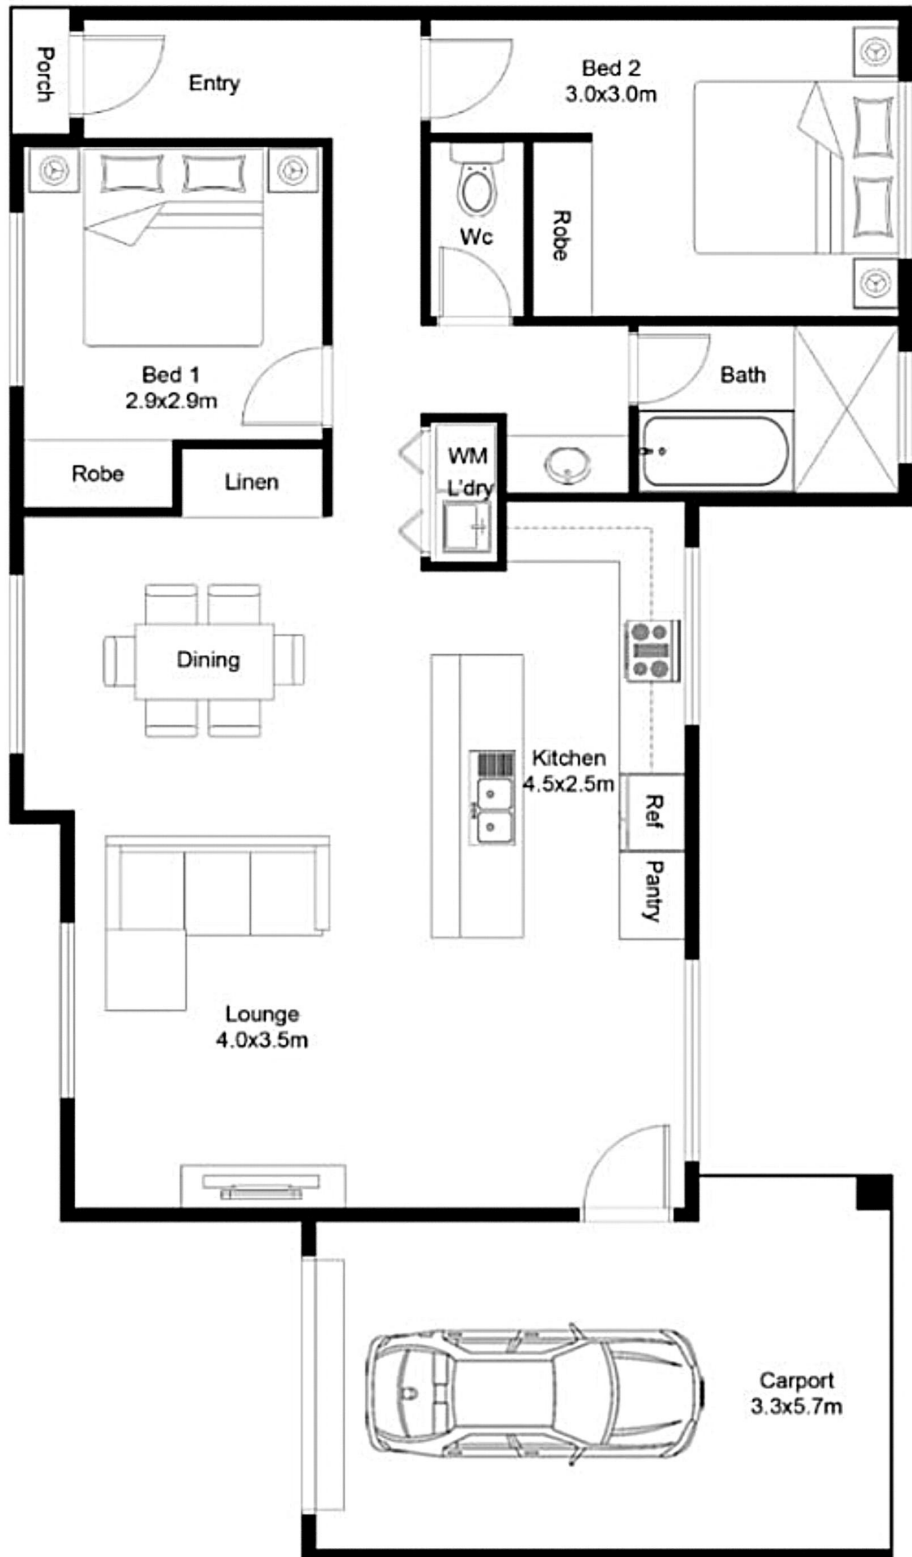 Porch
Entry
Bed 2
3.0x3.0m
Wc
Robe
Bed 1
2.9x2.9m
Bath
Robe
Linen
WM
L'dry
Dining
Kitchen
4.5x2.5m
Ref
Pantry
Lounge
4.0x3.5m
Carport
3.3x5.7m